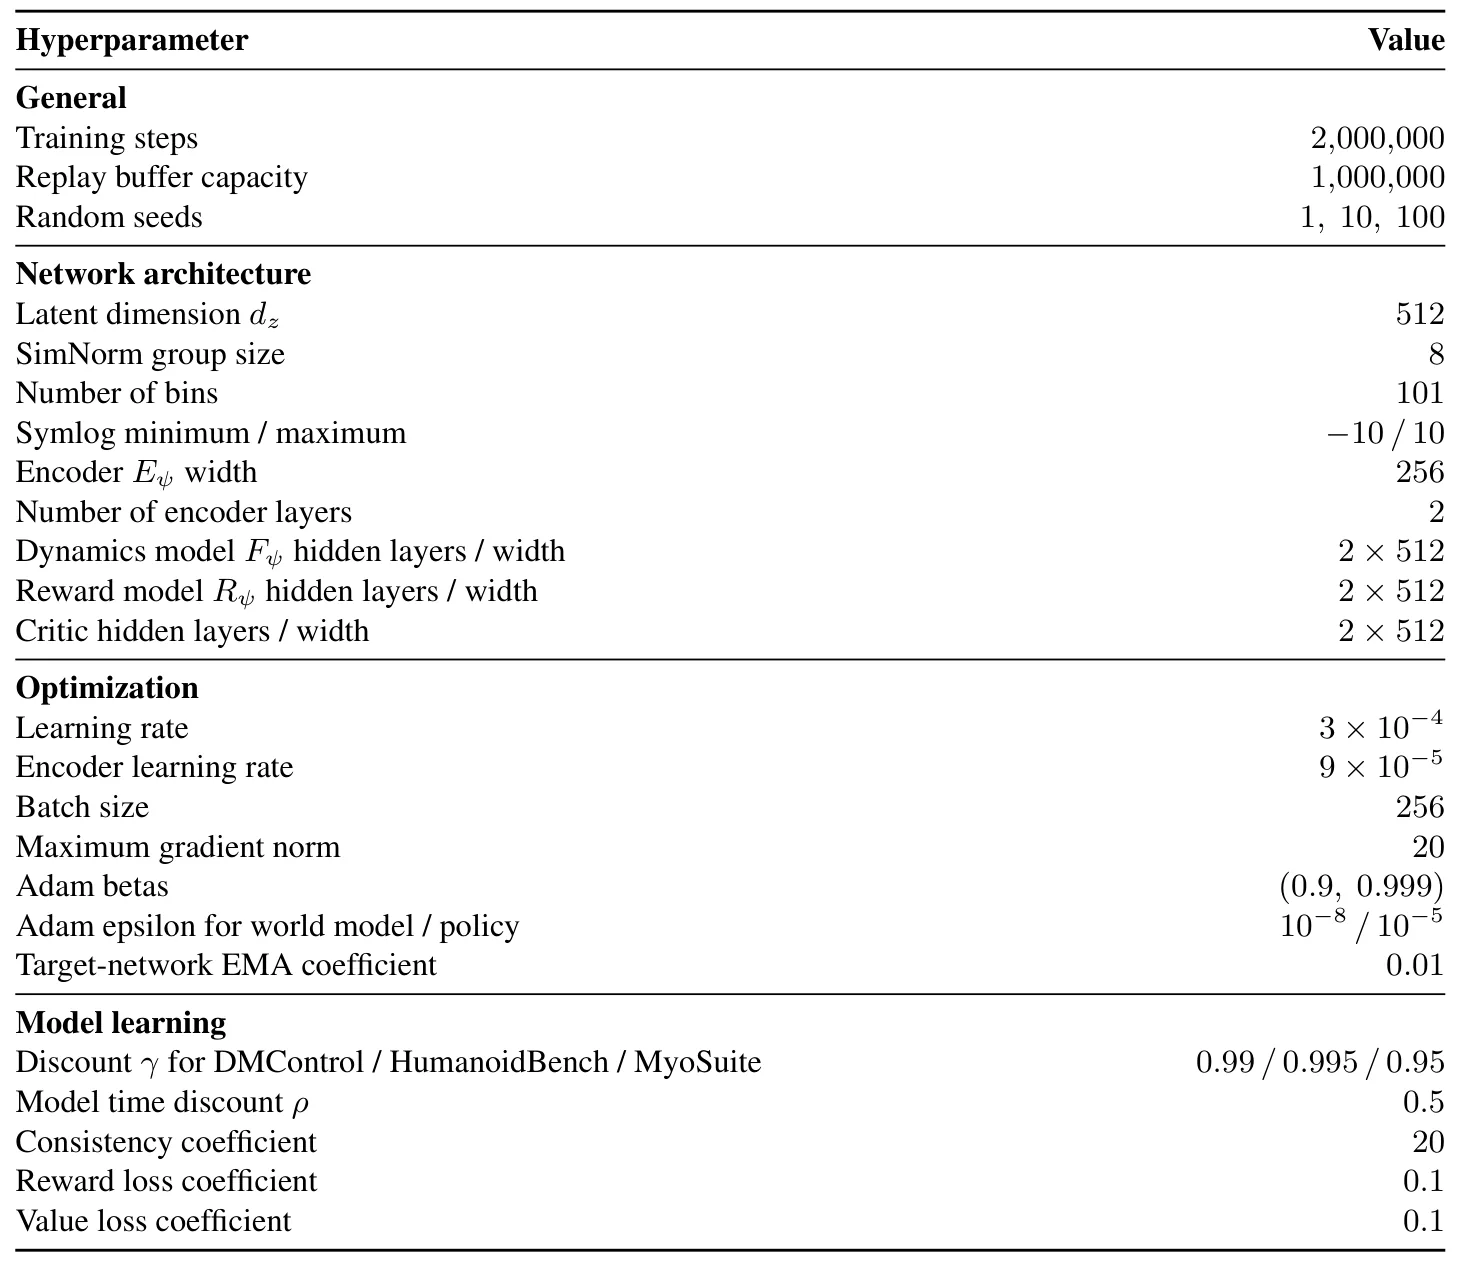 Hyperparameter Value
General
Training steps 2,000,000
Replay buffer capacity 1,000,000
Random seeds 1, 10, 100
Network architecture
Latent dimension d_z 512
SimNorm group size 8
Number of bins 101
Symlog minimum / maximum −10 / 10
Encoder E_ψ width 256
Number of encoder layers 2
Dynamics model F_ψ hidden layers / width 2 × 512
Reward model R_ψ hidden layers / width 2 × 512
Critic hidden layers / width 2 × 512
Optimization
Learning rate 3 × 10⁻⁴
Encoder learning rate 9 × 10⁻⁵
Batch size 256
Maximum gradient norm 20
Adam betas (0.9, 0.999)
Adam epsilon for world model / policy 10⁻⁸ / 10⁻⁵
Target-network EMA coefficient 0.01
Model learning
Discount γ for DMControl / HumanoidBench / MyoSuite 0.99 / 0.995 / 0.95
Model time discount ρ 0.5
Consistency coefficient 20
Reward loss coefficient 0.1
Value loss coefficient 0.1